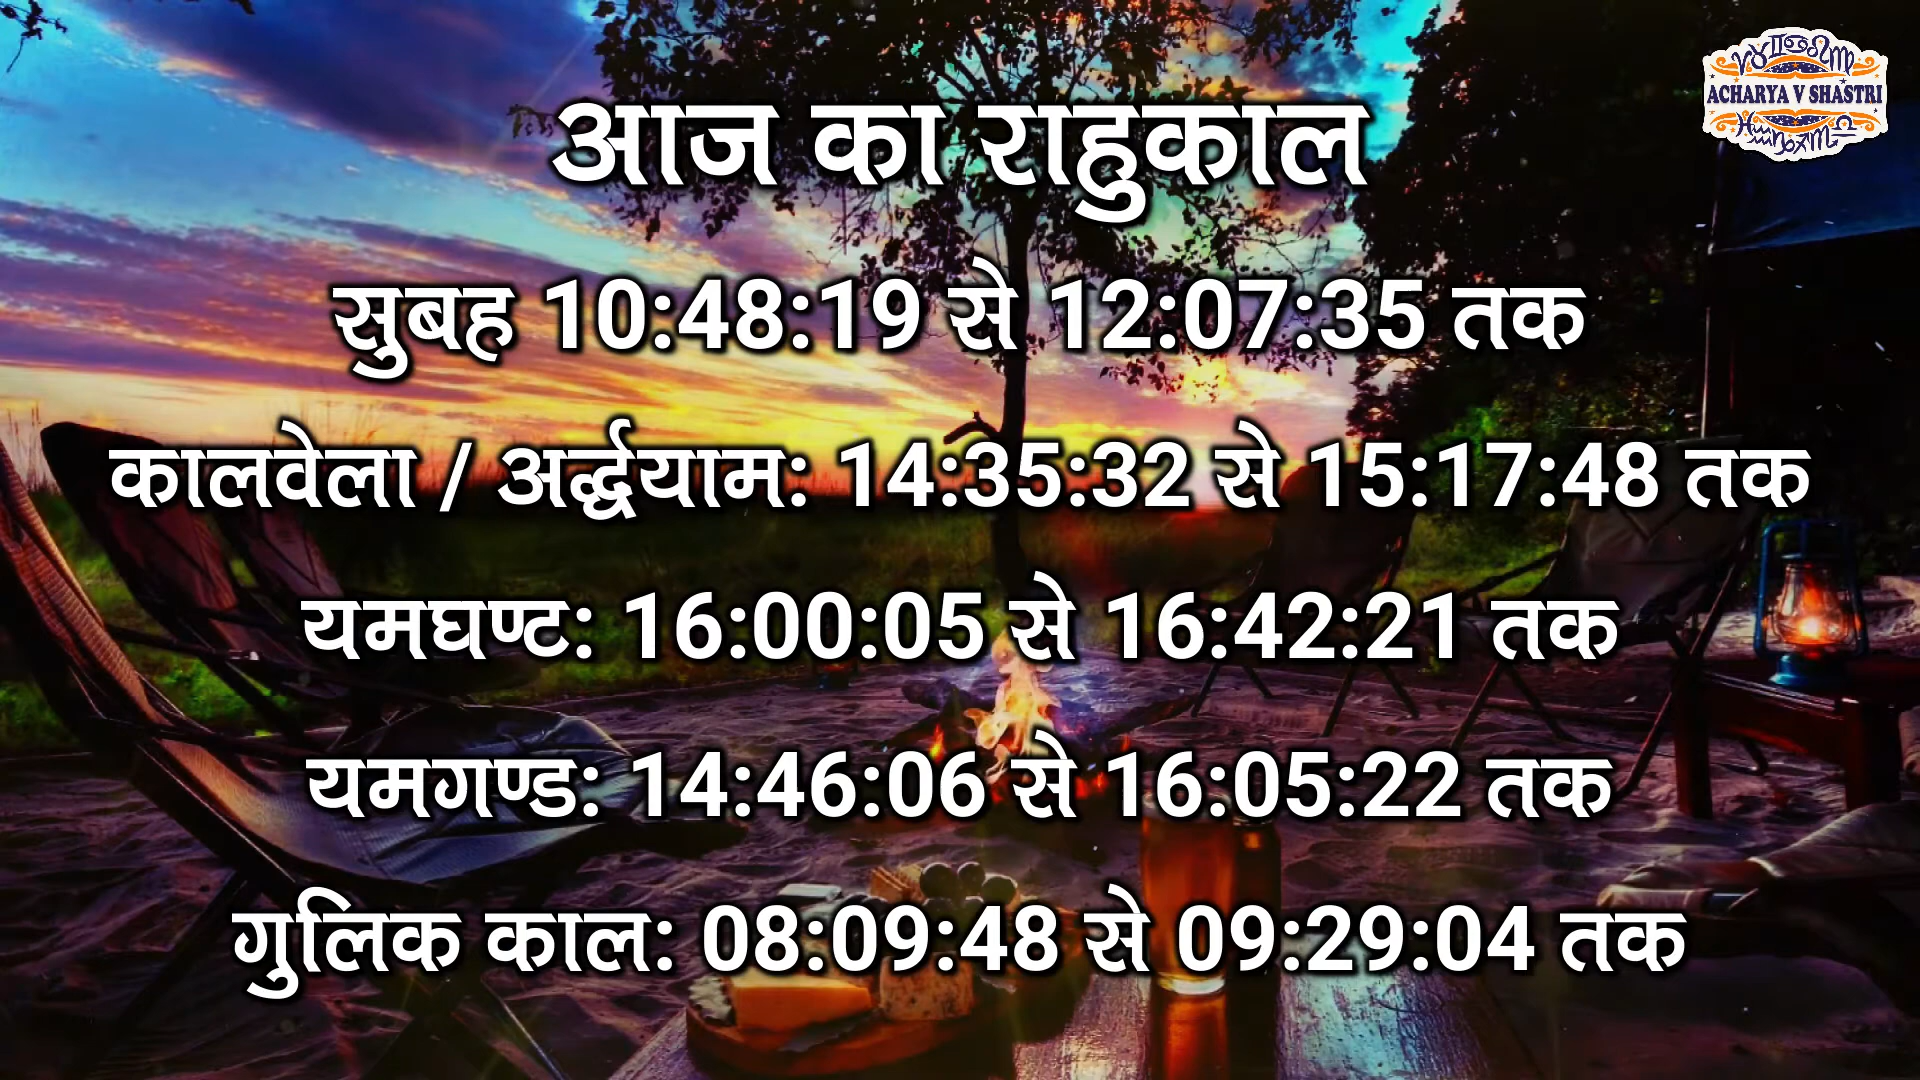 ACHARYA V SHASTRI
आज का राहुकाल
सुबह 10:48:19 से 12:07:35 तक
कालवेला / अर्द्धयाम: 14:35:32 से 15:17:48 तक
यमघण्ट: 16:00:05 से 16:42:21 तक
यमगण्ड: 14:46:06 से 16:05:22 तक
गुलिक काल: 08:09:48 से 09:29:04 तक